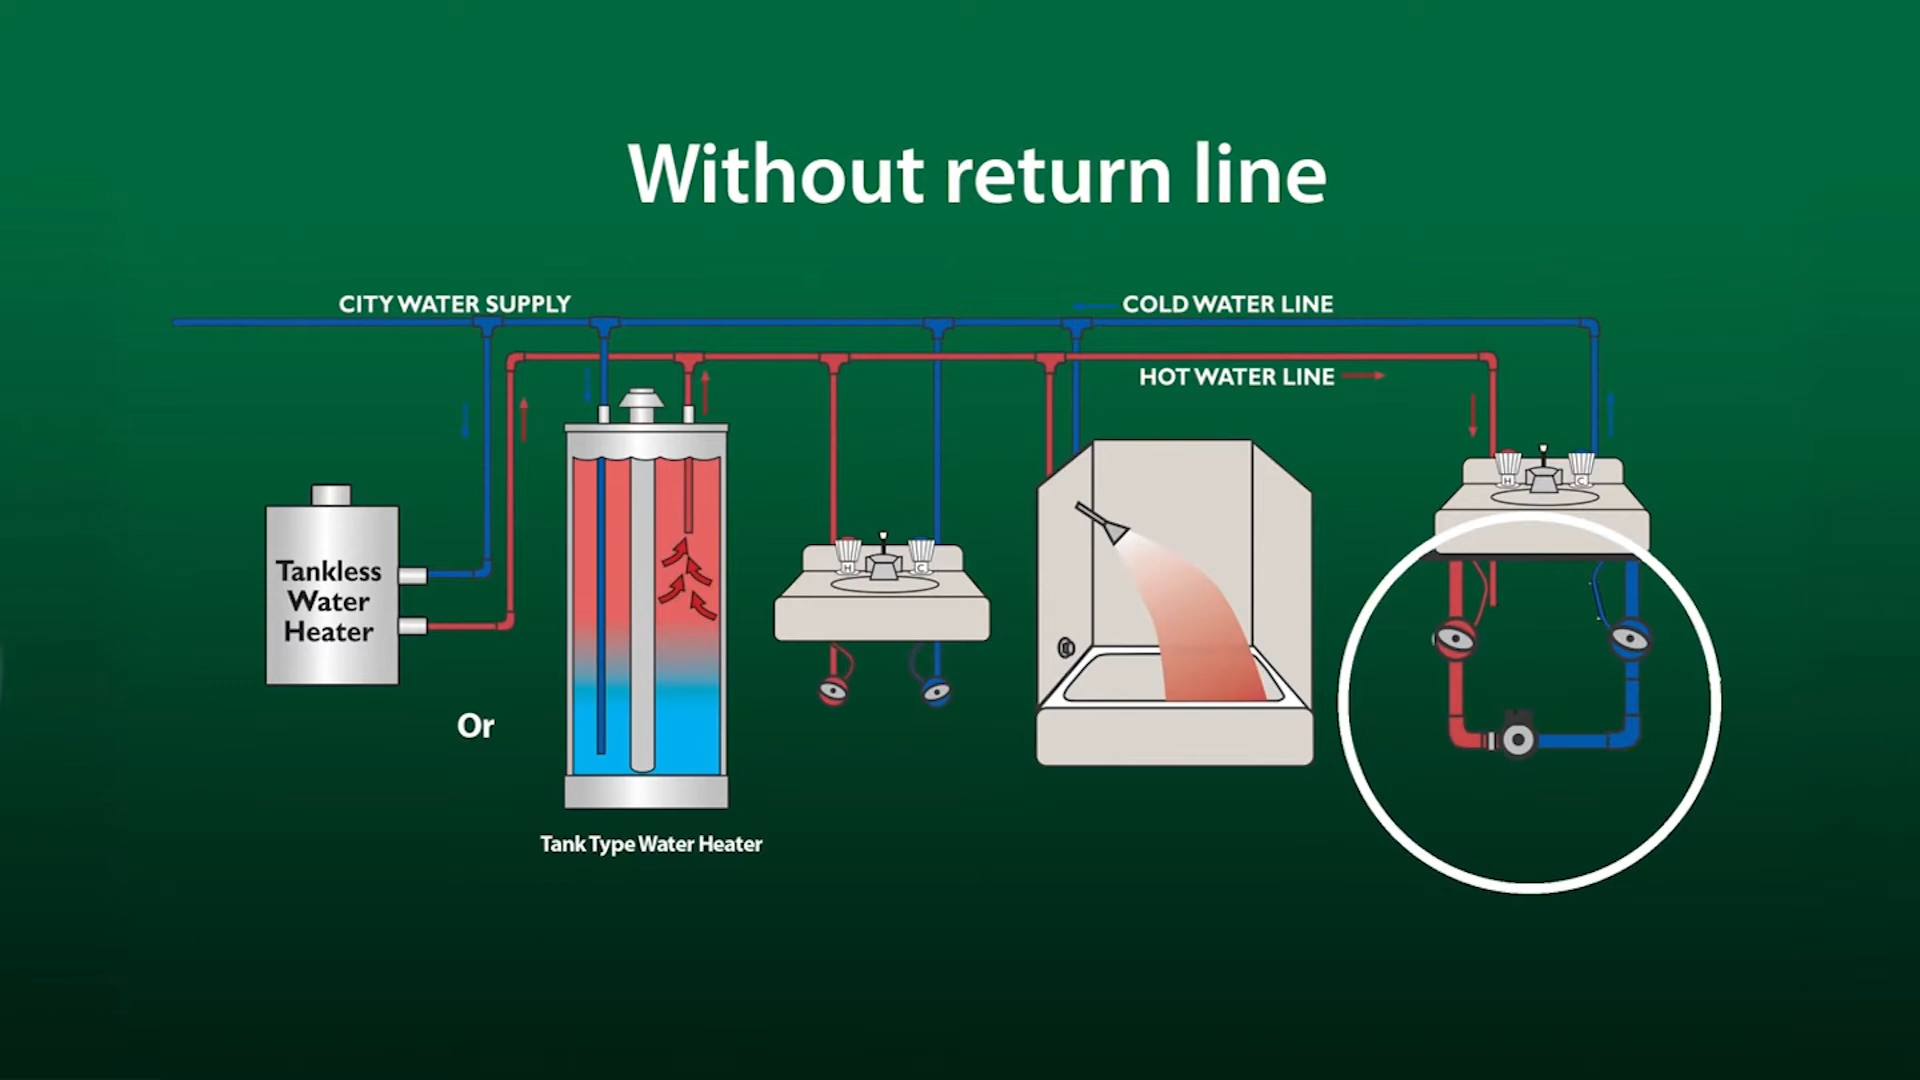 Without return line
CITY WATER SUPPLY
COLD WATER LINE
HOT WATER LINE
H
C
Tankless
Water
Heater
H
C
Or
Tank Type Water Heater